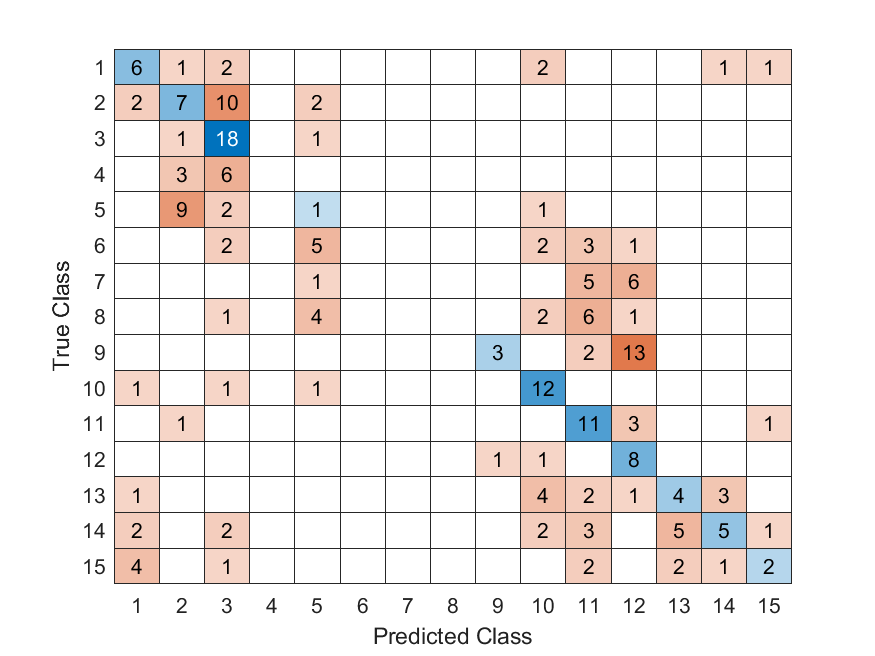 1 6 1 2 2 1 1
2 2 7 10 2
3 1 18 1
4 3 6
5 9 2 1 1
6 2 5 2 3 1
7 1 5 6
8 1 4 2 6 1
9 3 2 13
10 1 1 1 12
11 1 11 3 1
12 1 1 8
13 1 4 2 1 4 3
14 2 2 2 3 5 5 1
15 4 1 2 2 1 2
True Class
1 2 3 4 5 6 7 8 9 10 11 12 13 14 15
Predicted Class